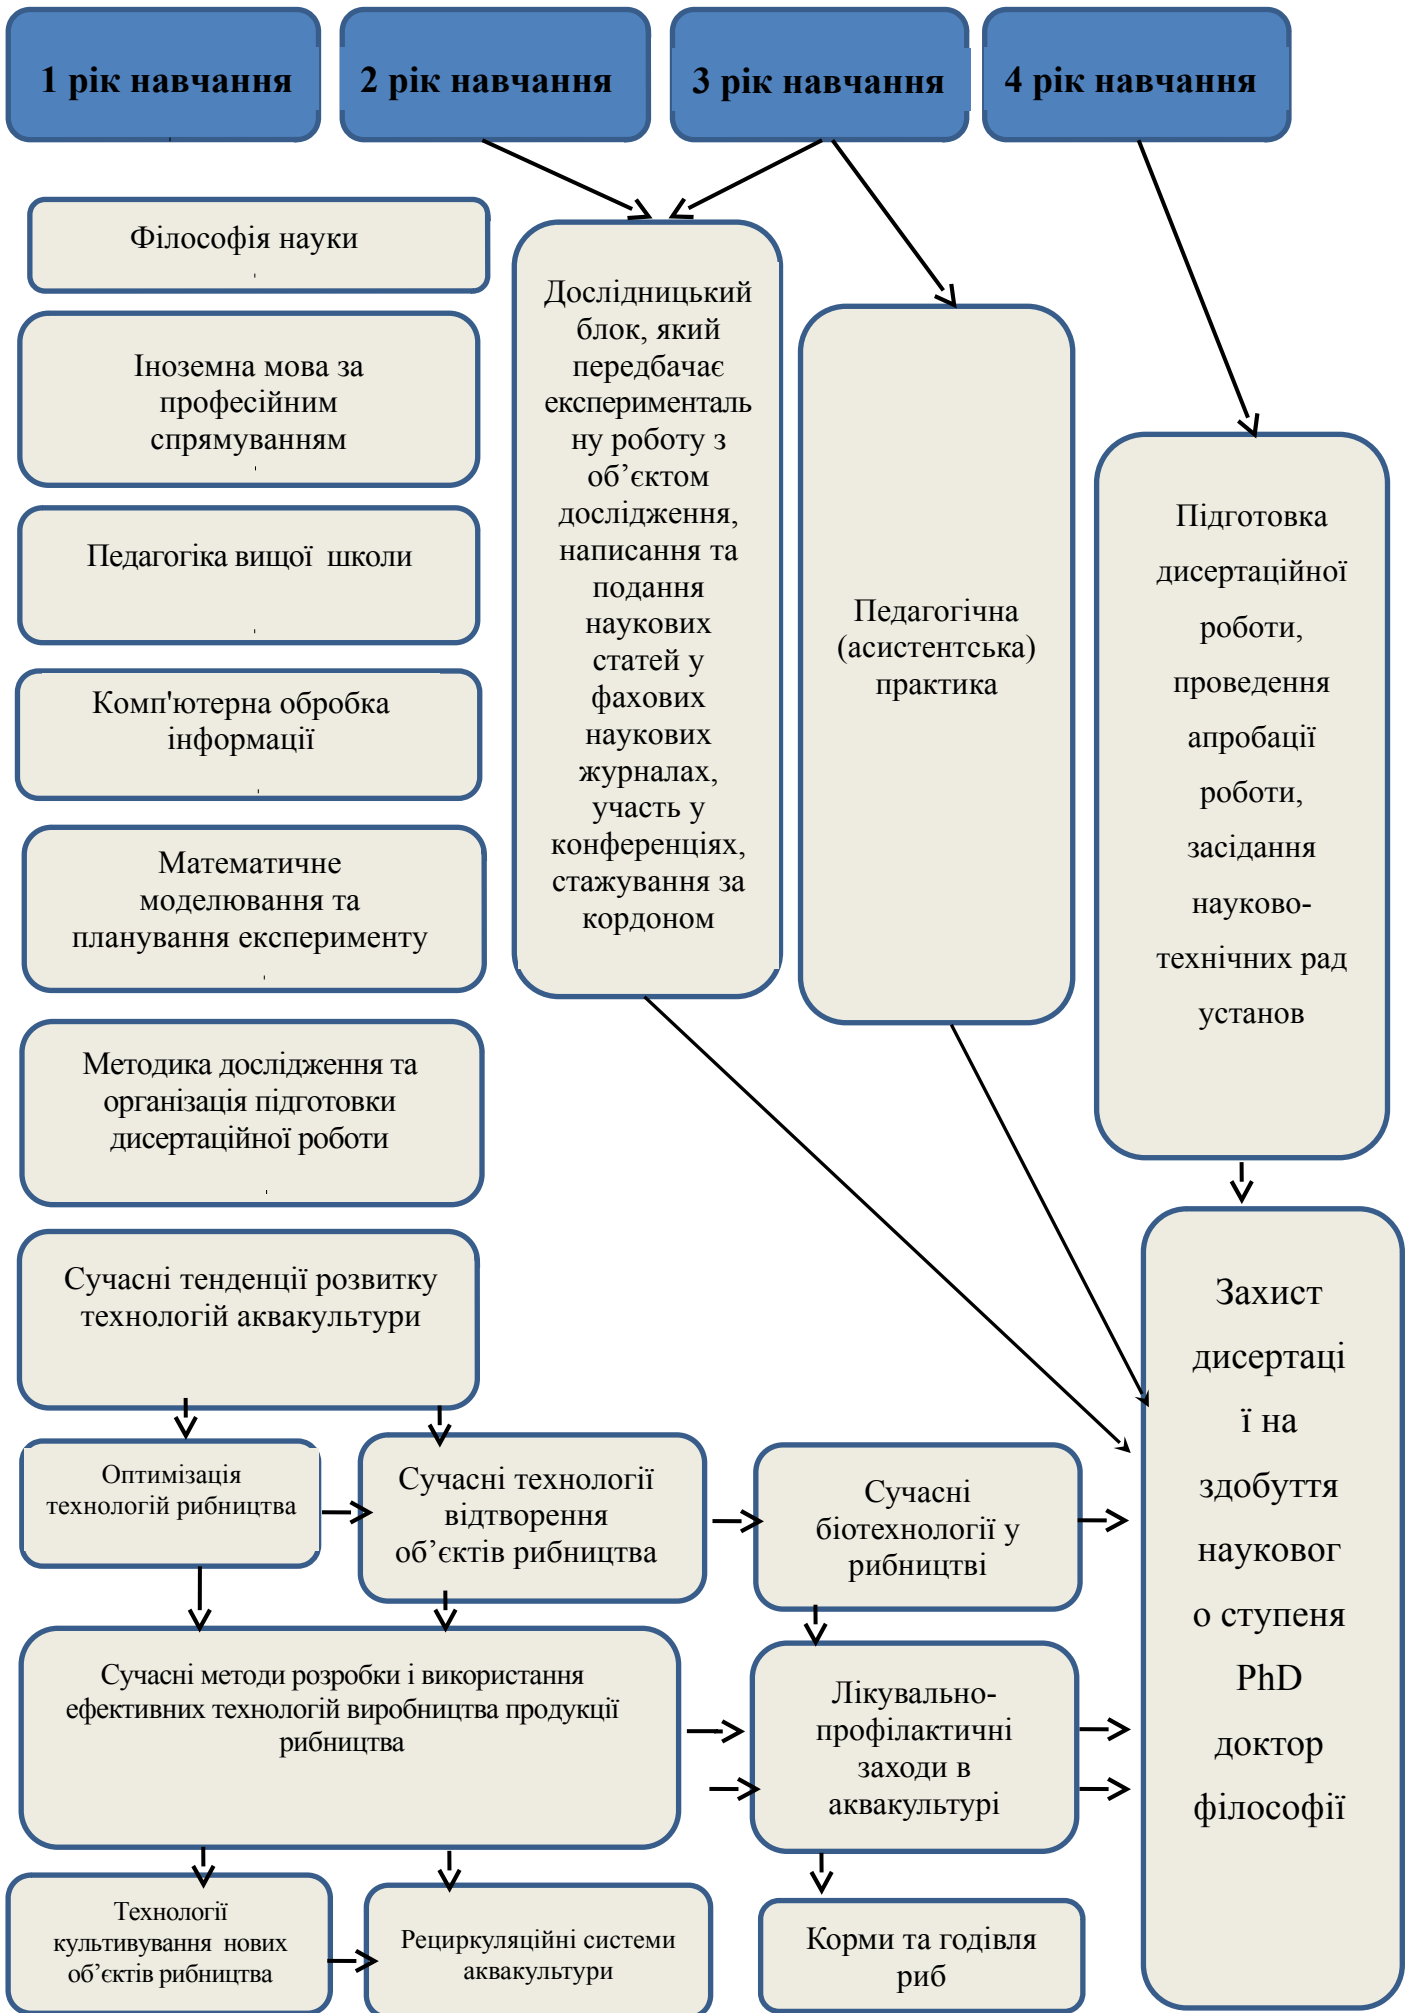 1 рік навчання
2 рік навчання
3 рік навчання
4 рік навчання
Філософія науки
Іноземна мова за
професійним
спрямуванням
Педагогіка вищої  школи
Комп'ютерна обробка
інформації
Математичне
моделювання та
планування експерименту
Методика дослідження та
організація підготовки
дисертаційної роботи
Сучасні тенденції розвитку
технологій аквакультури
Дослідницький
блок, який
передбачає
експерименталь
ну роботу з
об’єктом
дослідження,
написання та
подання
наукових
статей у
фахових
наукових
журналах,
участь у
конференціях,
стажування за
кордоном
Педагогічна
(асистентська)
практика
Підготовка
дисертаційної
роботи,
проведення
апробації
роботи,
засідання
науково-
технічних рад
установ
Оптимізація
технологій рибництва
Сучасні технології
відтворення
об’єктів рибництва
Сучасні
біотехнології у
рибництві
Сучасні методи розробки і використання
ефективних технологій виробництва продукції
рибництва
Лікувально-
профілактичні
заходи в
аквакультурі
Технології
культивування  нових
об’єктів рибництва
Рециркуляційні системи
аквакультури
Корми та годівля
риб
Захист
дисертаці
ї на
здобуття
науковог
о ступеня
PhD
доктор
філософії